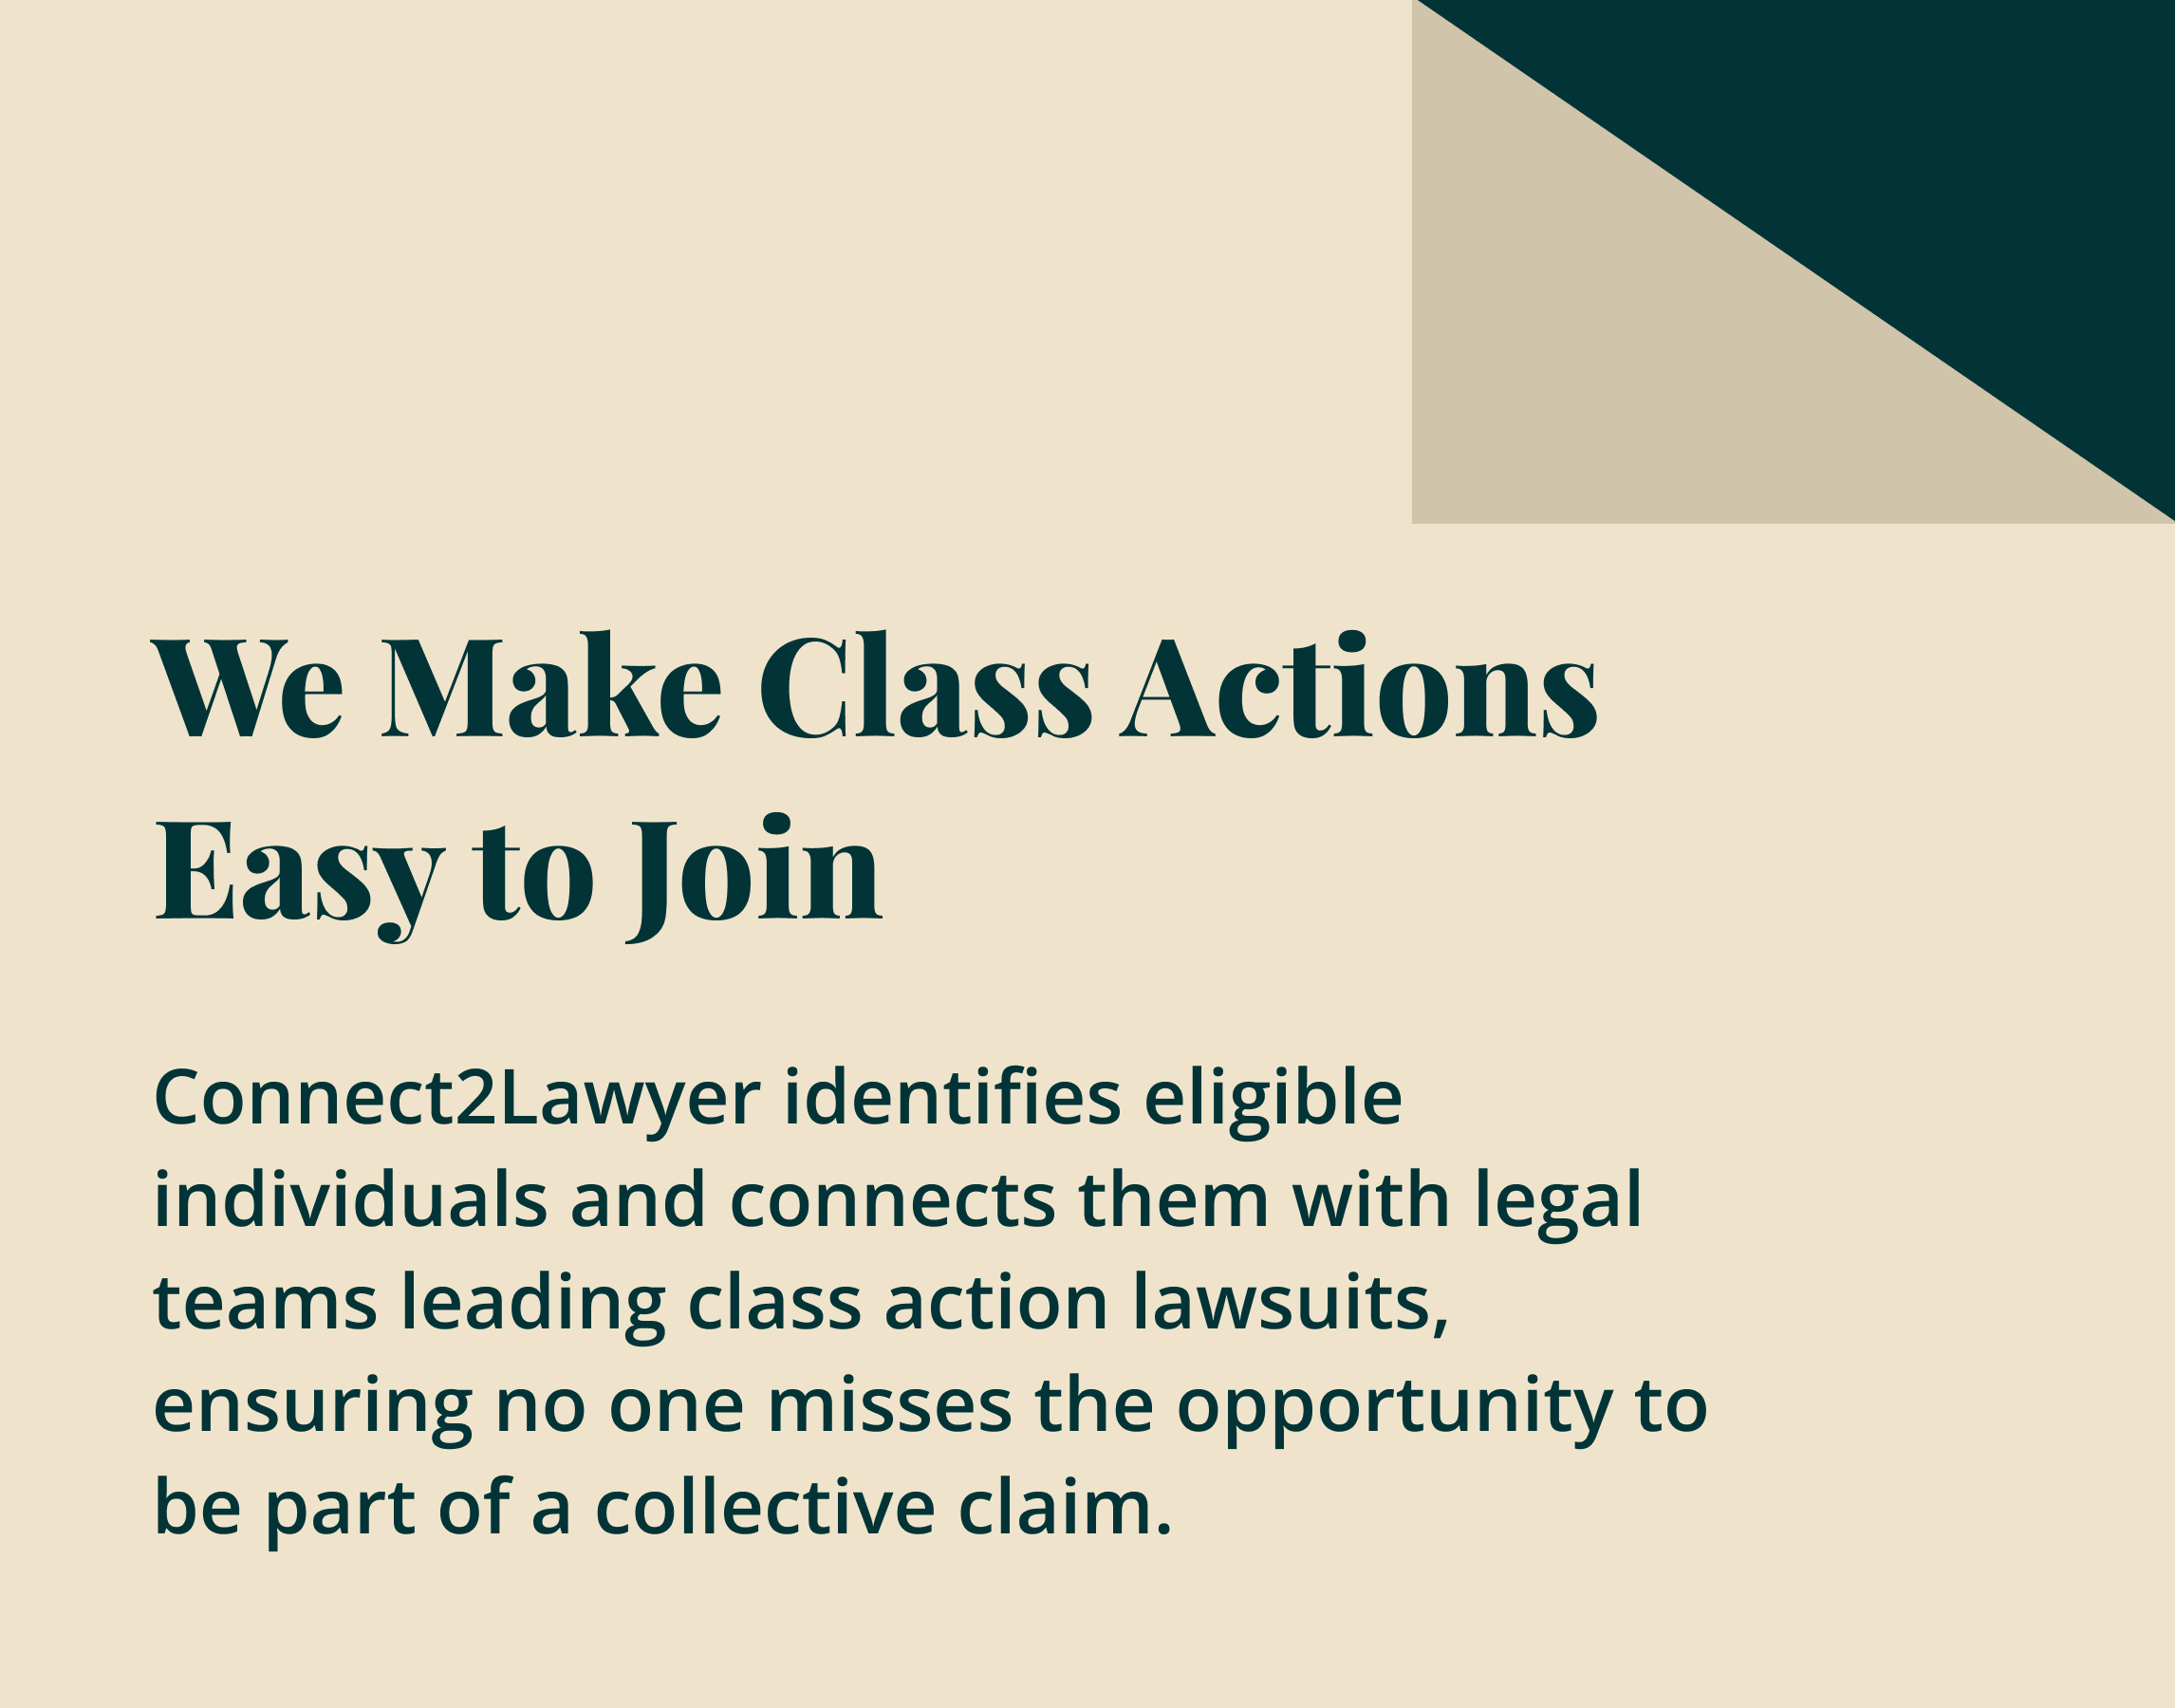 We Make Class Actions
Easy to Join
Connect2Lawyer identifies eligible
individuals and connects them with legal
teams leading class action lawsuits,
ensuring no one misses the opportunity to
be part of a collective claim.